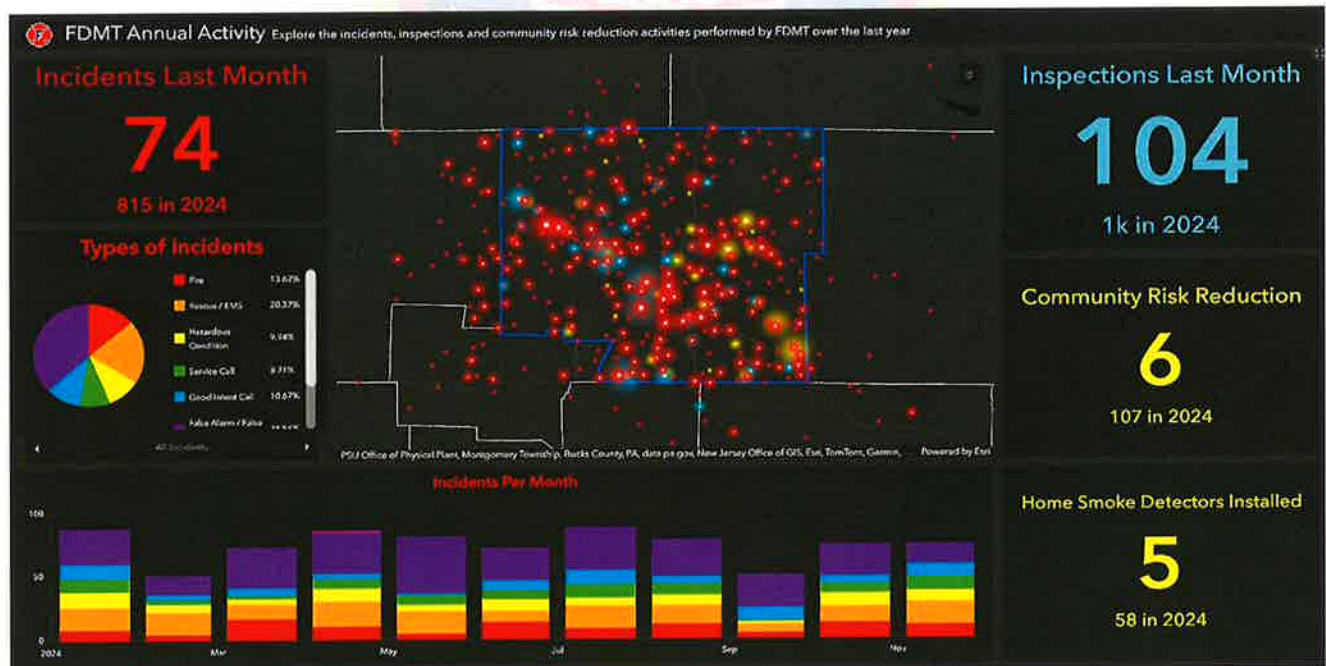 FDMT Annual Activity Explore the incidents, inspections and community risk reduction activities performed by FDMT over the last year
Incidents Last Month
74
815 in 2024
Types of Incidents
Fire 13.67%
Rescue / EMS 20.37%
Hazardous Condition 9.94%
Service Call 8.71%
Good Intent Call 10.67%
False Alarm / False
All Incidents
PSU Office of Physical Plant, Montgomery Township, Bucks County, PA, data.pa.gov, New Jersey Office of GIS, Esri, TomTom, Garmin, Powered by Esri
Inspections Last Month
104
1k in 2024
Community Risk Reduction
6
107 in 2024
Home Smoke Detectors Installed
5
58 in 2024
Incidents Per Month
100
50
0
2024 Mar May Jul Sep Nov